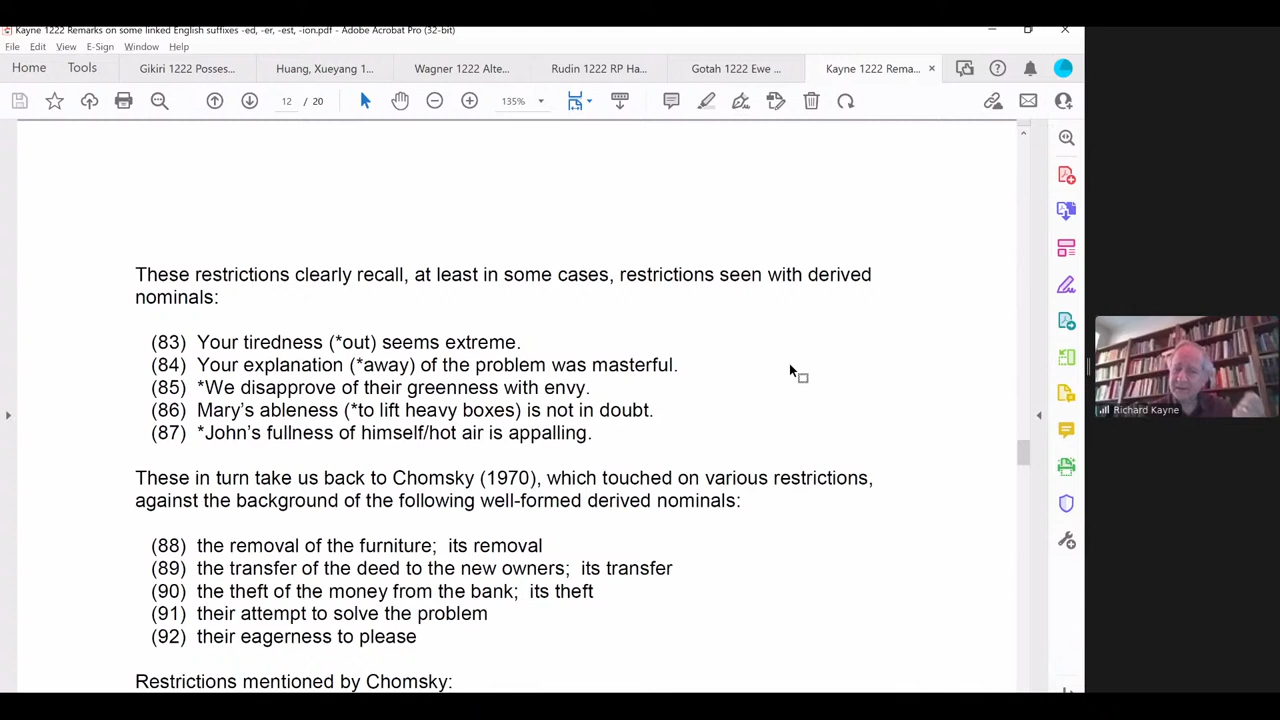 Kayne 1222 Remarks on some linked English suffixes -ed, -er, -est, -ion.pdf - Adobe Acrobat Pro (32-bit)
File Edit View E-Sign Window Help
Home Tools Gikiri 1222 Posses... Huang, Xueyang 1... Wagner 1222 Alte... Rudin 1222 RP Ha... Gotah 1222 Ewe ... Kayne 1222 Rema... ×
12 / 20 135%
These restrictions clearly recall, at least in some cases, restrictions seen with derived
nominals:
(83) Your tiredness (*out) seems extreme.
(84) Your explanation (*away) of the problem was masterful.
(85) *We disapprove of their greenness with envy.
(86) Mary's ableness (*to lift heavy boxes) is not in doubt.
(87) *John's fullness of himself/hot air is appalling.
These in turn take us back to Chomsky (1970), which touched on various restrictions,
against the background of the following well-formed derived nominals:
(88) the removal of the furniture; its removal
(89) the transfer of the deed to the new owners; its transfer
(90) the theft of the money from the bank; its theft
(91) their attempt to solve the problem
(92) their eagerness to please
Restrictions mentioned by Chomsky:
Richard Kayne